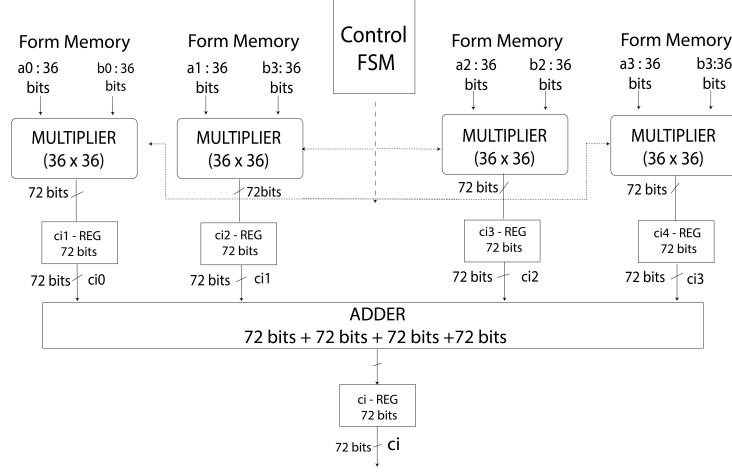 Control
FSM
Form Memory
Form Memory
Form Memory
Form Memory
a0 : 36
bits
b0 : 36
bits
a1 : 36
bits
b3: 36
bits
a2 : 36
bits
b2 : 36
bits
a3 : 36
bits
b3:36
bits
MULTIPLIER
(36 x 36)
MULTIPLIER
(36 x 36)
MULTIPLIER
(36 x 36)
MULTIPLIER
(36 x 36)
72 bits
72bits
72 bits
72 bits
ci1 - REG
72 bits
ci2 - REG
72 bits
ci3 - REG
72 bits
ci4 - REG
72 bits
72 bits ci0
72 bits ci1
72 bits ci2
72 bits ci3
ADDER
72 bits + 72 bits + 72 bits +72 bits
ci - REG
72 bits
72 bits ci